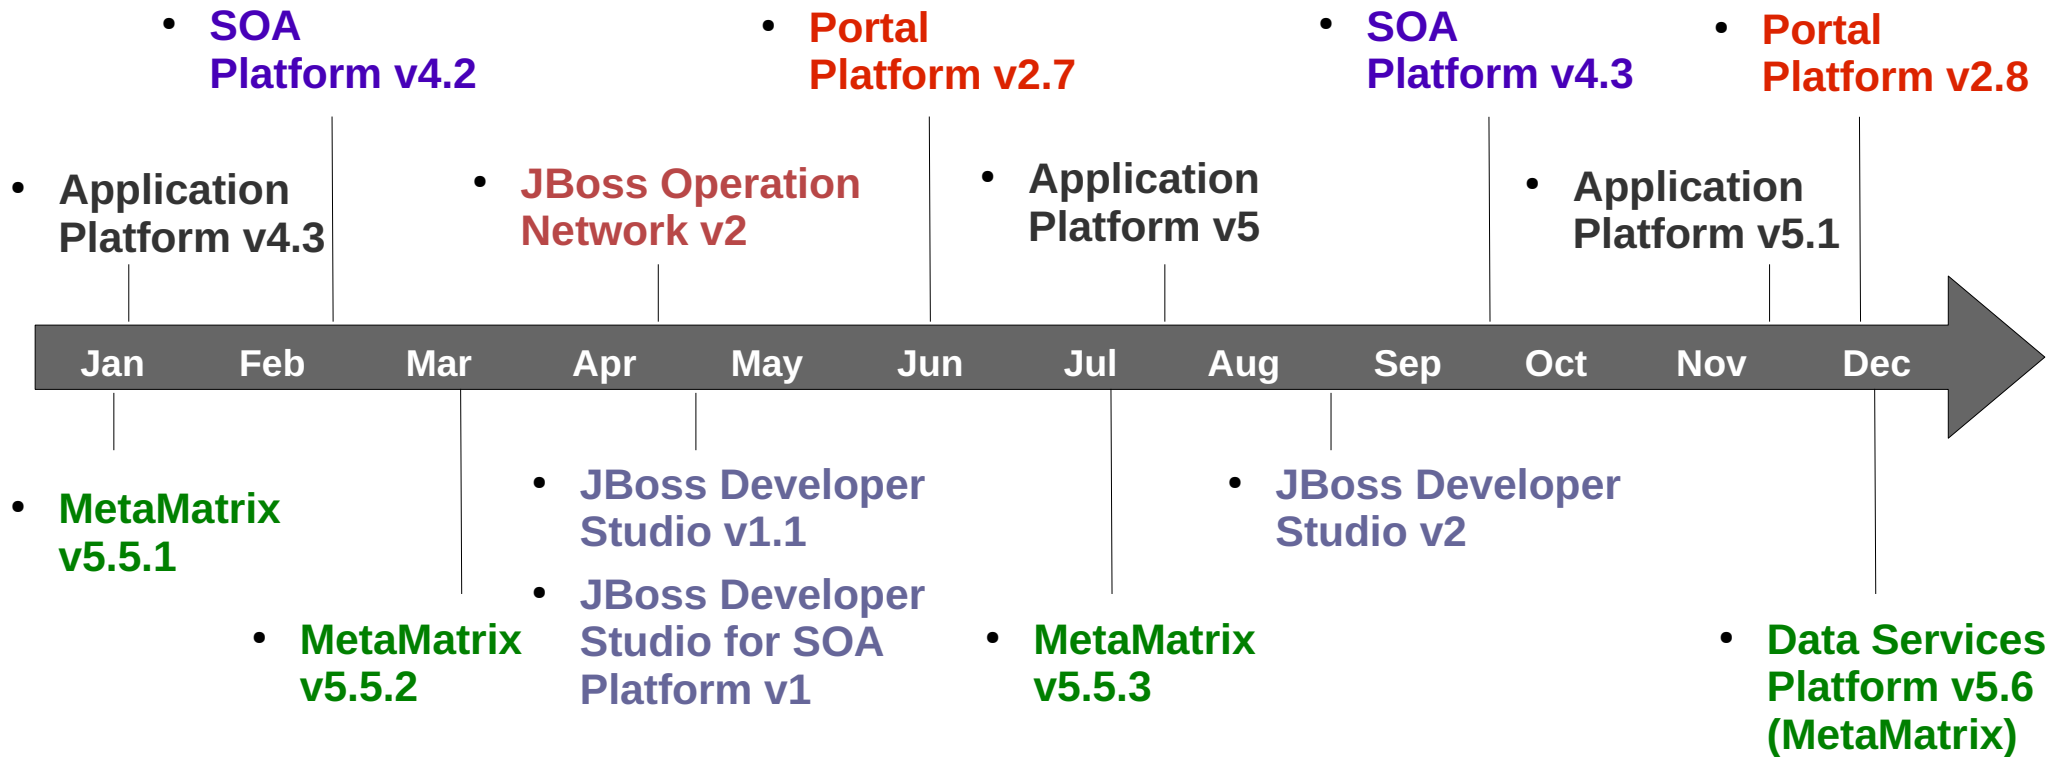 • SOA
Platform v4.2
• Portal
Platform v2.7
• SOA
Platform v4.3
• Portal
Platform v2.8
• Application
Platform v4.3
• JBoss Operation
Network v2
• Application
Platform v5
• Application
Platform v5.1
Jan Feb Mar Apr May Jun Jul Aug Sep Oct Nov Dec
• MetaMatrix
v5.5.1
• MetaMatrix
v5.5.2
• JBoss Developer
Studio v1.1
• JBoss Developer
Studio for SOA
Platform v1
• MetaMatrix
v5.5.3
• JBoss Developer
Studio v2
• Data Services
Platform v5.6
(MetaMatrix)